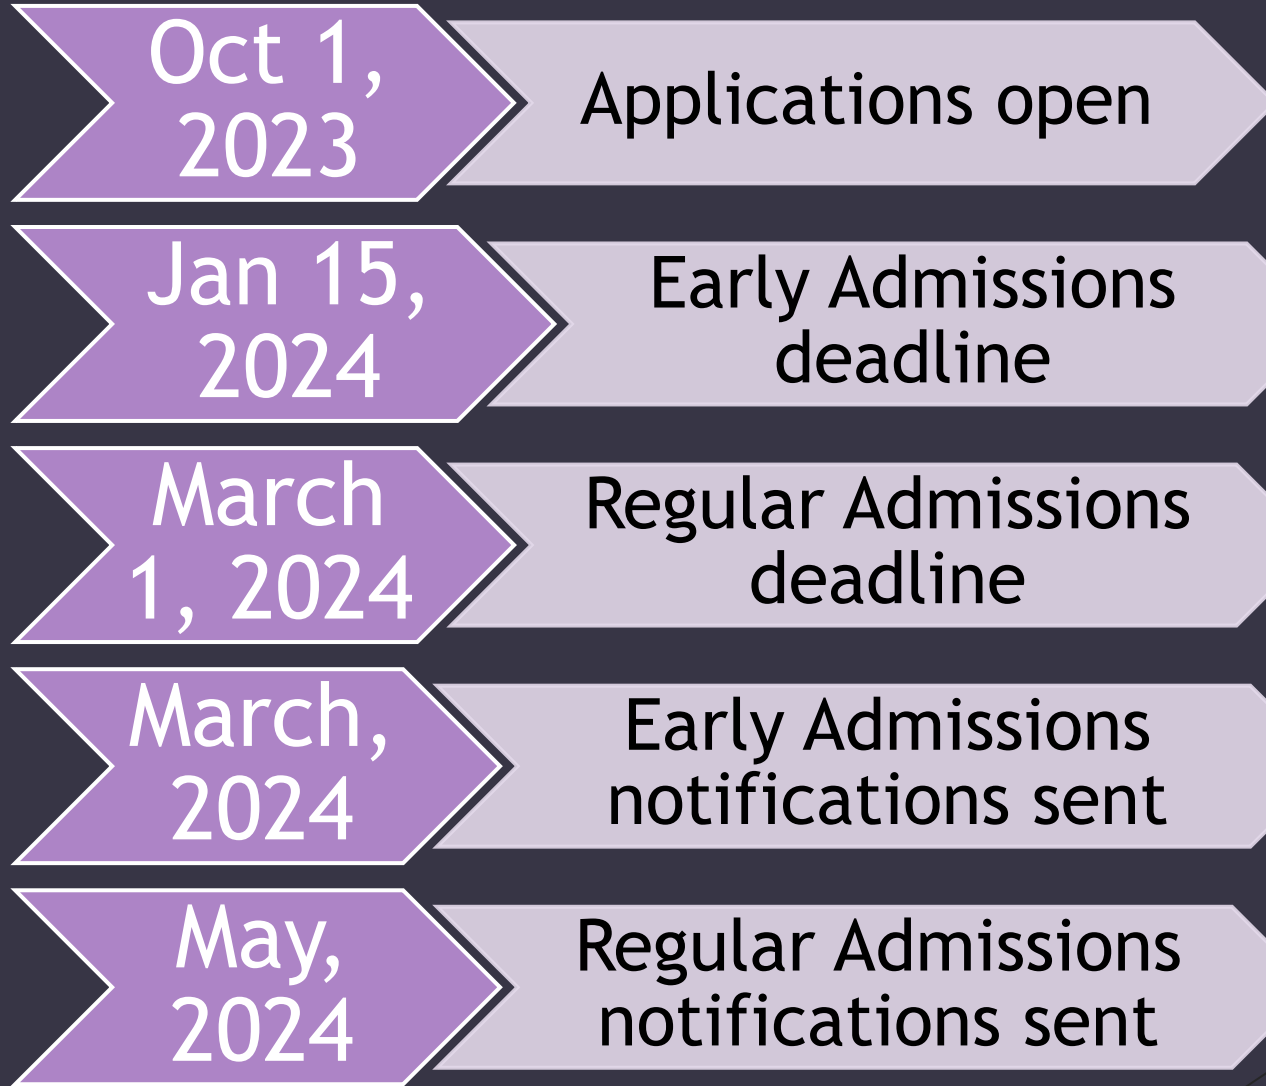 Oct 1,
2023
Applications open
Jan 15,
2024
Early Admissions
deadline
March
1, 2024
Regular Admissions
deadline
March,
2024
Early Admissions
notifications sent
May,
2024
Regular Admissions
notifications sent